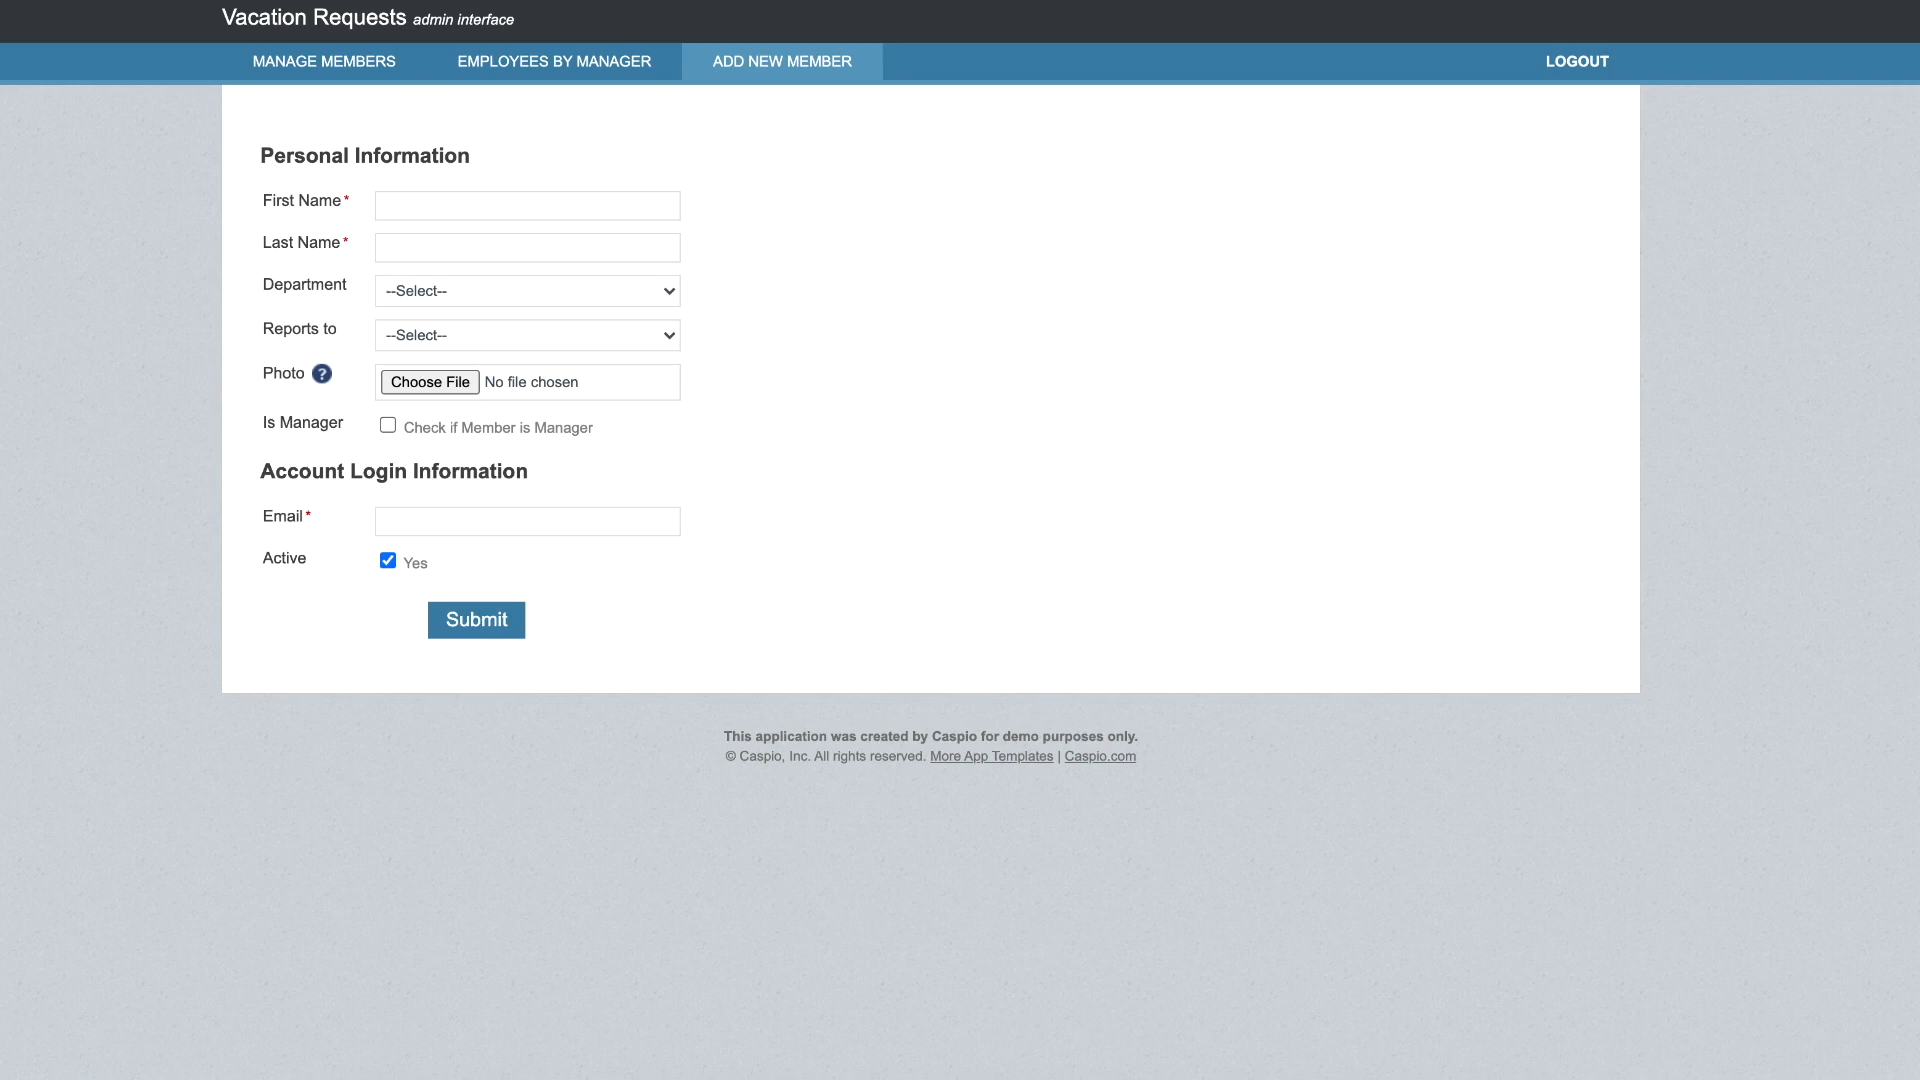 Vacation Requests admin interface
MANAGE MEMBERS EMPLOYEES BY MANAGER ADD NEW MEMBER LOGOUT
Personal Information
First Name*
Last Name*
Department --Select--
Reports to --Select--
Photo ? Choose File No file chosen
Is Manager Check if Member is Manager
Account Login Information
Email*
Active Yes
Submit
This application was created by Caspio for demo purposes only.
© Caspio, Inc. All rights reserved. More App Templates | Caspio.com